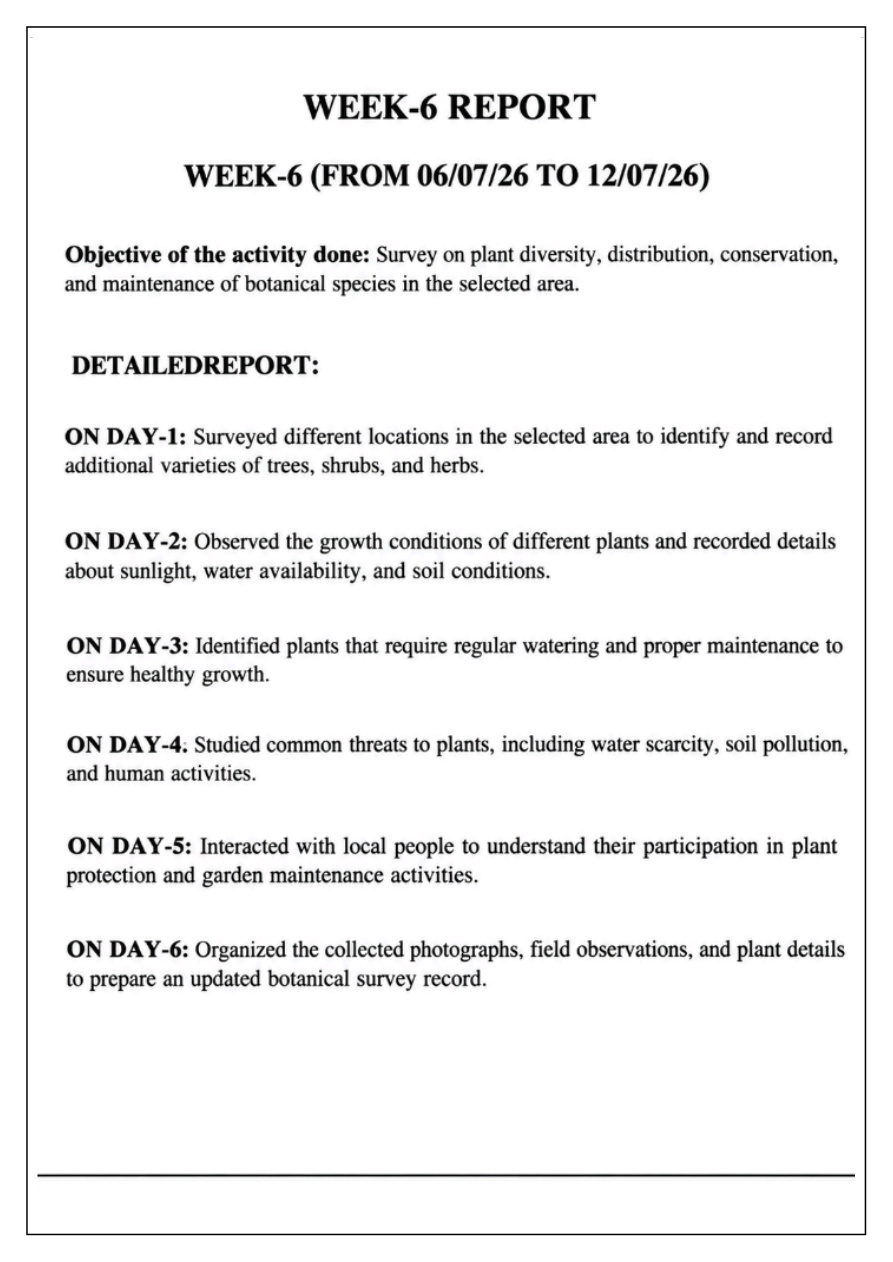 WEEK-6 REPORT
WEEK-6 (FROM 06/07/26 TO 12/07/26)
Objective of the activity done: Survey on plant diversity, distribution, conservation,
and maintenance of botanical species in the selected area.
DETAILEDREPORT:
ON DAY-1: Surveyed different locations in the selected area to identify and record
additional varieties of trees, shrubs, and herbs.
ON DAY-2: Observed the growth conditions of different plants and recorded details
about sunlight, water availability, and soil conditions.
ON DAY-3: Identified plants that require regular watering and proper maintenance to
ensure healthy growth.
ON DAY-4: Studied common threats to plants, including water scarcity, soil pollution,
and human activities.
ON DAY-5: Interacted with local people to understand their participation in plant
protection and garden maintenance activities.
ON DAY-6: Organized the collected photographs, field observations, and plant details
to prepare an updated botanical survey record.